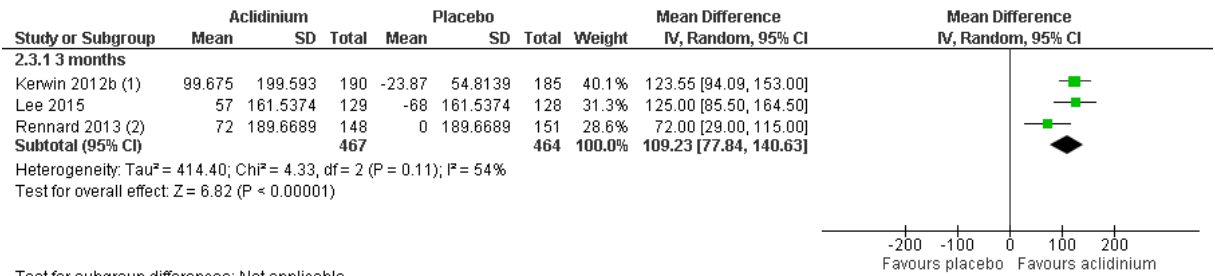 Aclidinium Placebo Mean Difference Mean Difference
Study or Subgroup Mean SD Total Mean SD Total Weight IV, Random, 95% CI IV, Random, 95% CI
2.3.1 3 months
Kerwin 2012b (1) 99.675 199.593 190 -23.87 54.8139 185 40.1% 123.55 [94.09, 153.00]
Lee 2015 57 161.5374 129 -68 161.5374 128 31.3% 125.00 [85.50, 164.50]
Rennard 2013 (2) 72 189.6689 148 0 189.6689 151 28.6% 72.00 [29.00, 115.00]
Subtotal (95% CI) 467 464 100.0% 109.23 [77.84, 140.63]
Heterogeneity: Tau² = 414.40; Chi² = 4.33, df = 2 (P = 0.11); I² = 54%
Test for overall effect: Z = 6.82 (P < 0.00001)
-200 -100 0 100 200
Favours placebo Favours aclidinium
Test for subgroup differences: Not applicable